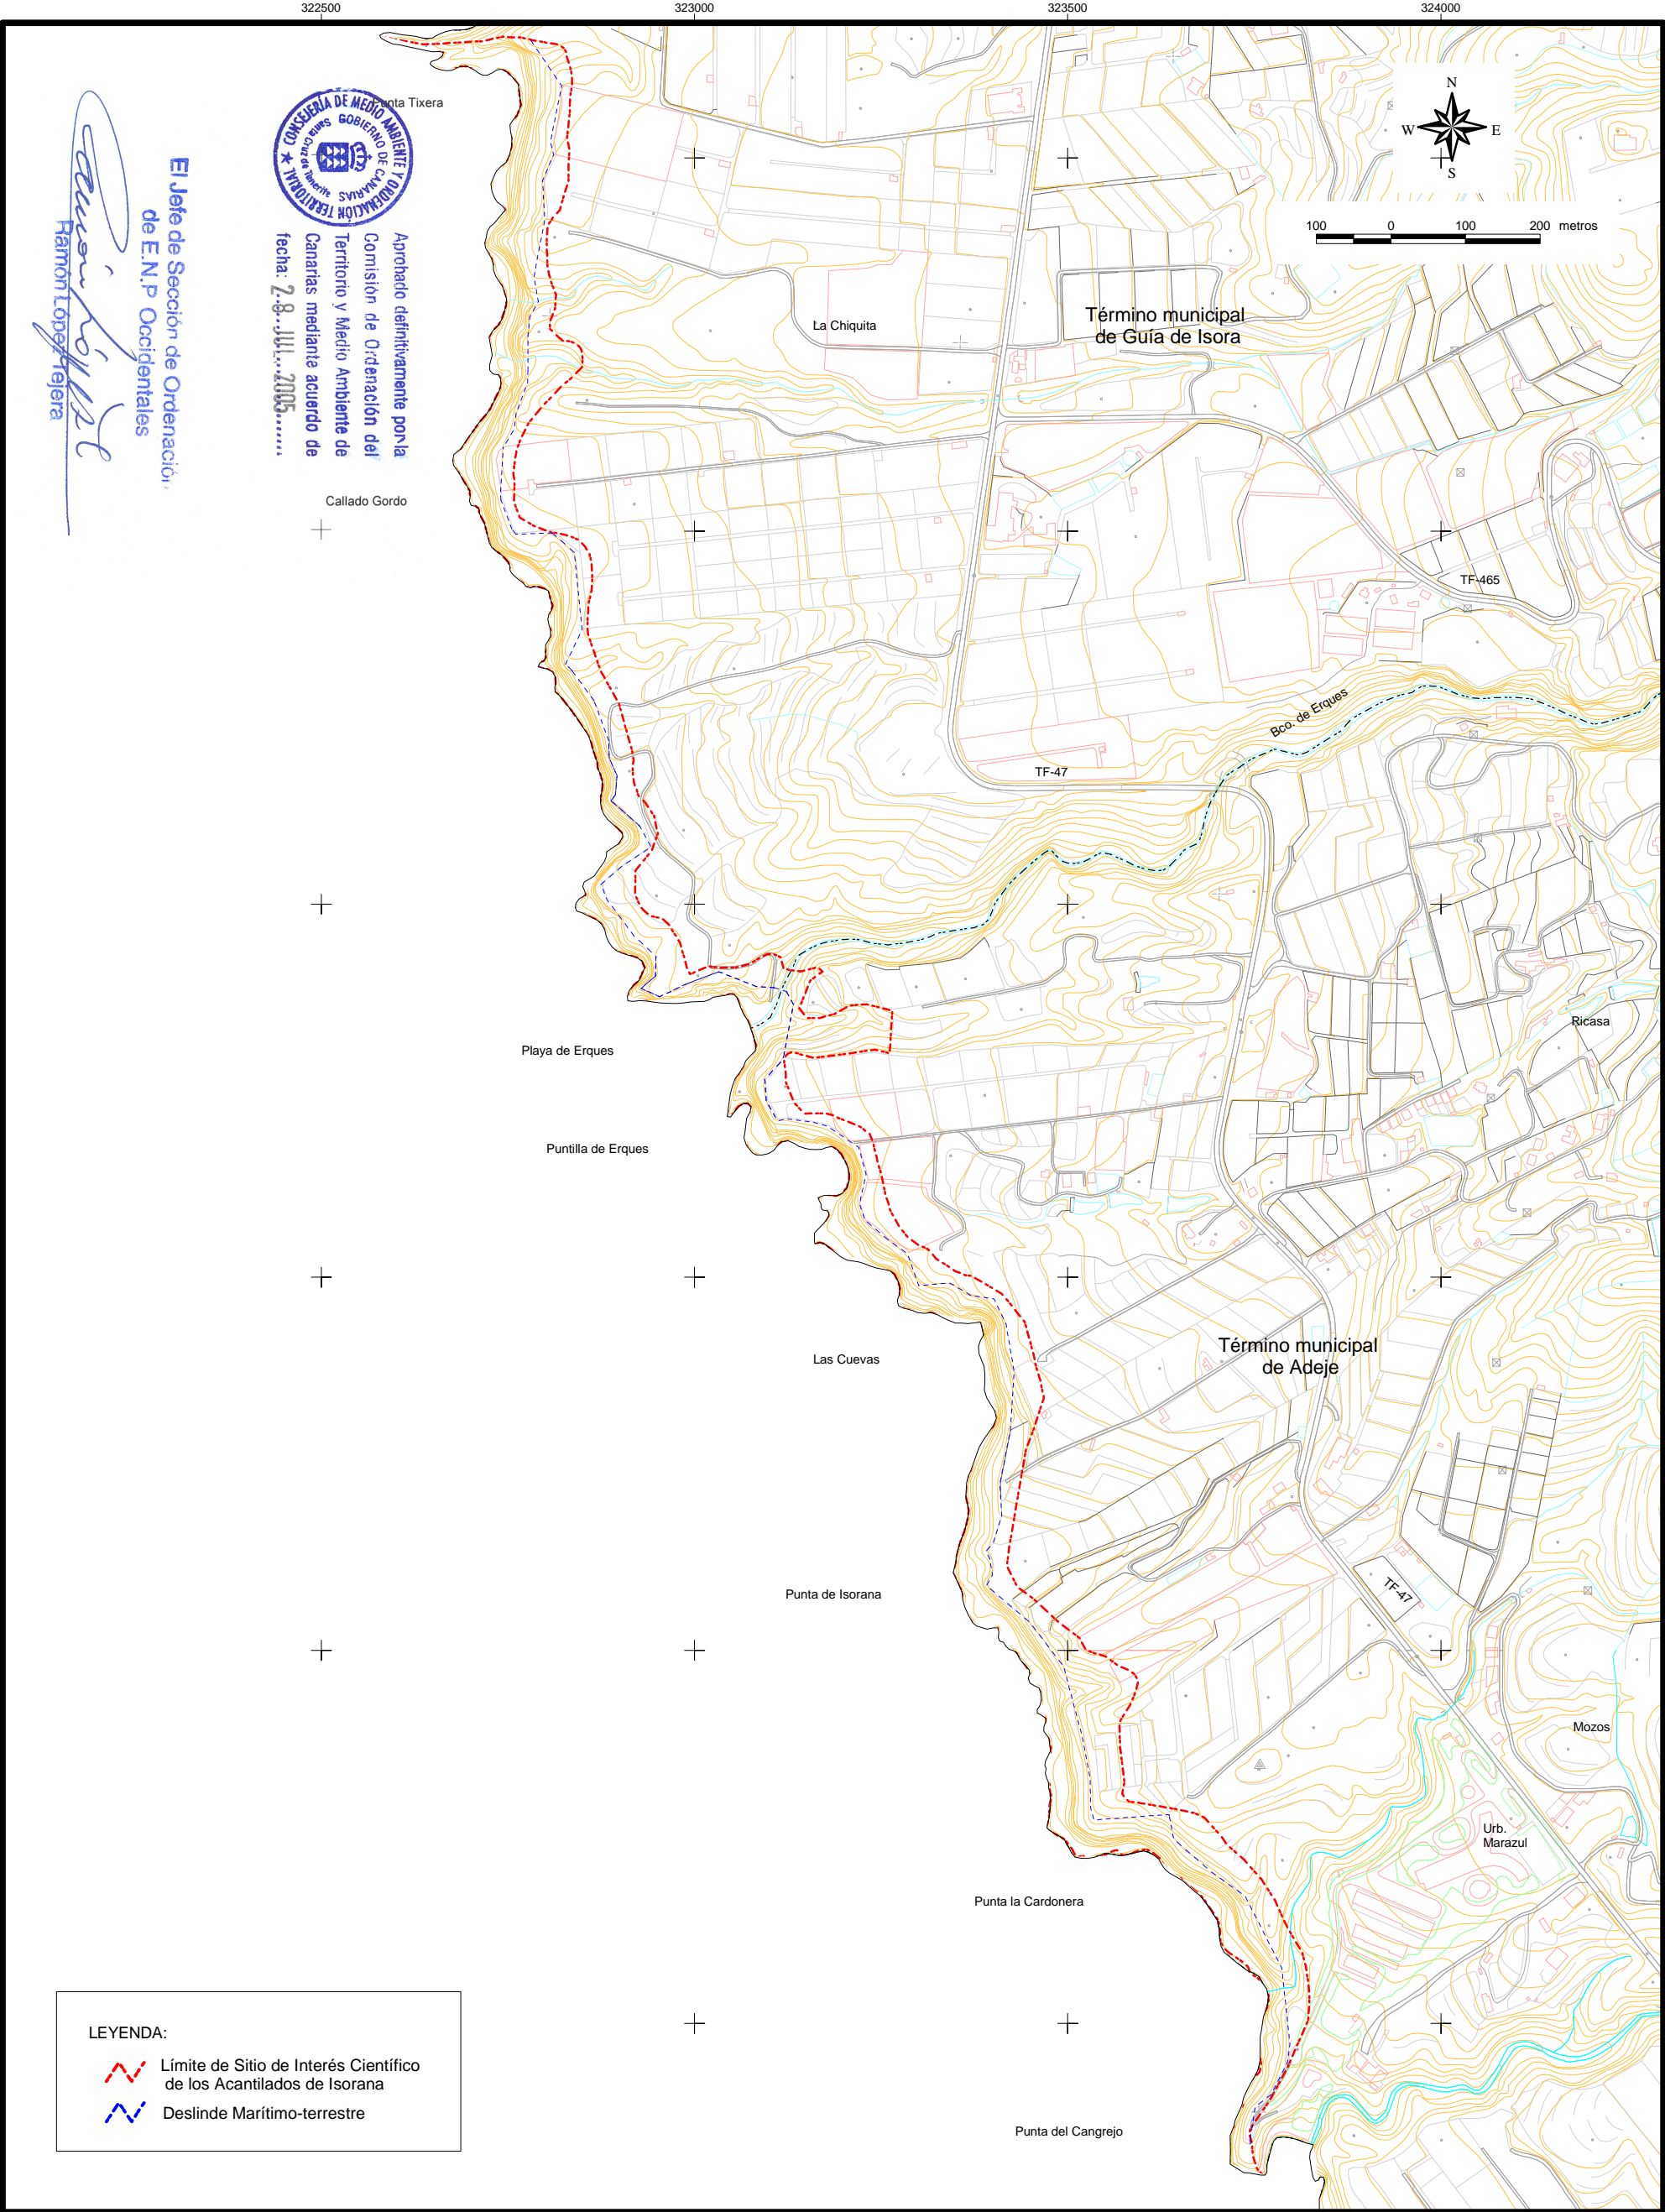 322500
323000
323500
324000
Punta Tixera
CONSEJERÍA DE MEDIO AMBIENTE Y ORDENACIÓN TERRITORIAL
GOBIERNO DE CANARIAS
Santa Cruz de Tenerife
Aprobado definitivamente por la
Comisión de Ordenación del
Territorio y Medio Ambiente de
Canarias mediante acuerdo de
fecha: 28 JUL. 2005
El Jefe de Sección de Ordenación
de E.N.P Occidentales
Ramón López Tejera
N
W
E
S
100
0
100
200 metros
La Chiquita
Término municipal
de Guía de Isora
Callado Gordo
TF-465
Bco. de Erques
TF-47
Playa de Erques
Ricasa
Puntilla de Erques
Las Cuevas
Término municipal
de Adeje
Punta de Isorana
TF-47
Mozos
Urb.
Marazul
Punta la Cardonera
Punta del Cangrejo
LEYENDA:
Límite de Sitio de Interés Científico
de los Acantilados de Isorana
Deslinde Marítimo-terrestre